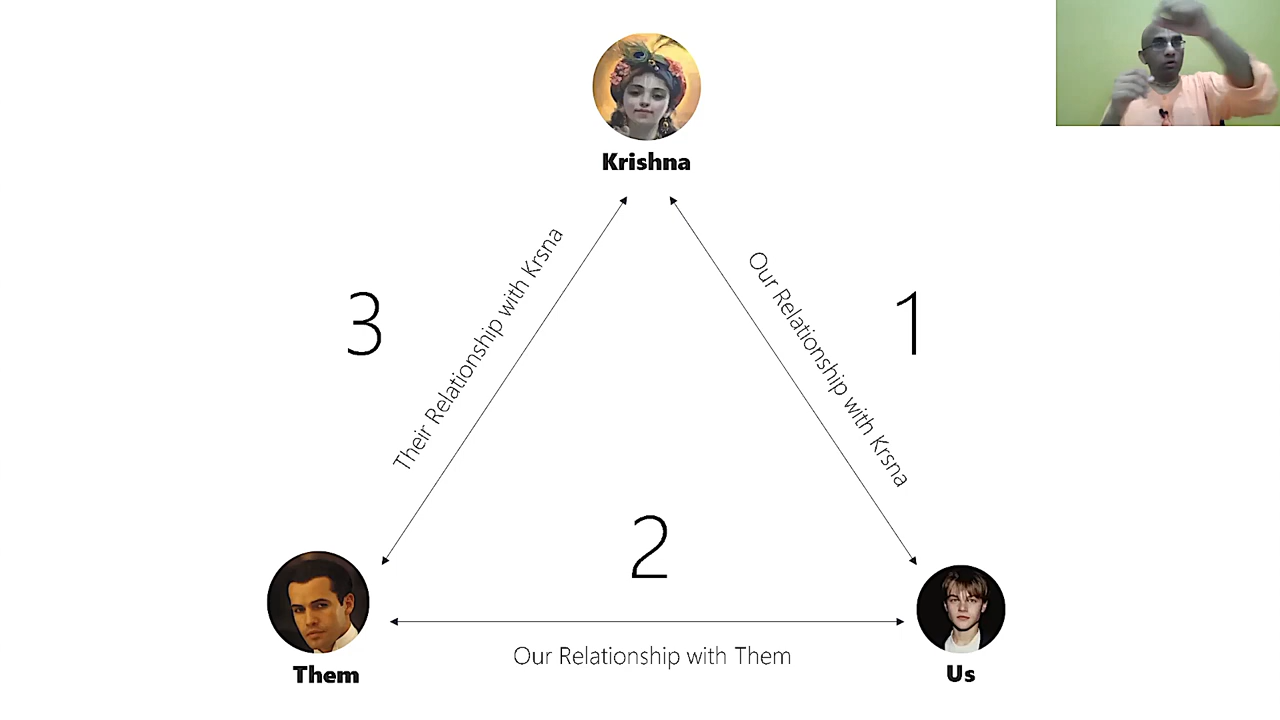 Krishna
3
Their Relationship with Krsna
Our Relationship with Krsna
1
2
Our Relationship with Them
Them
Us